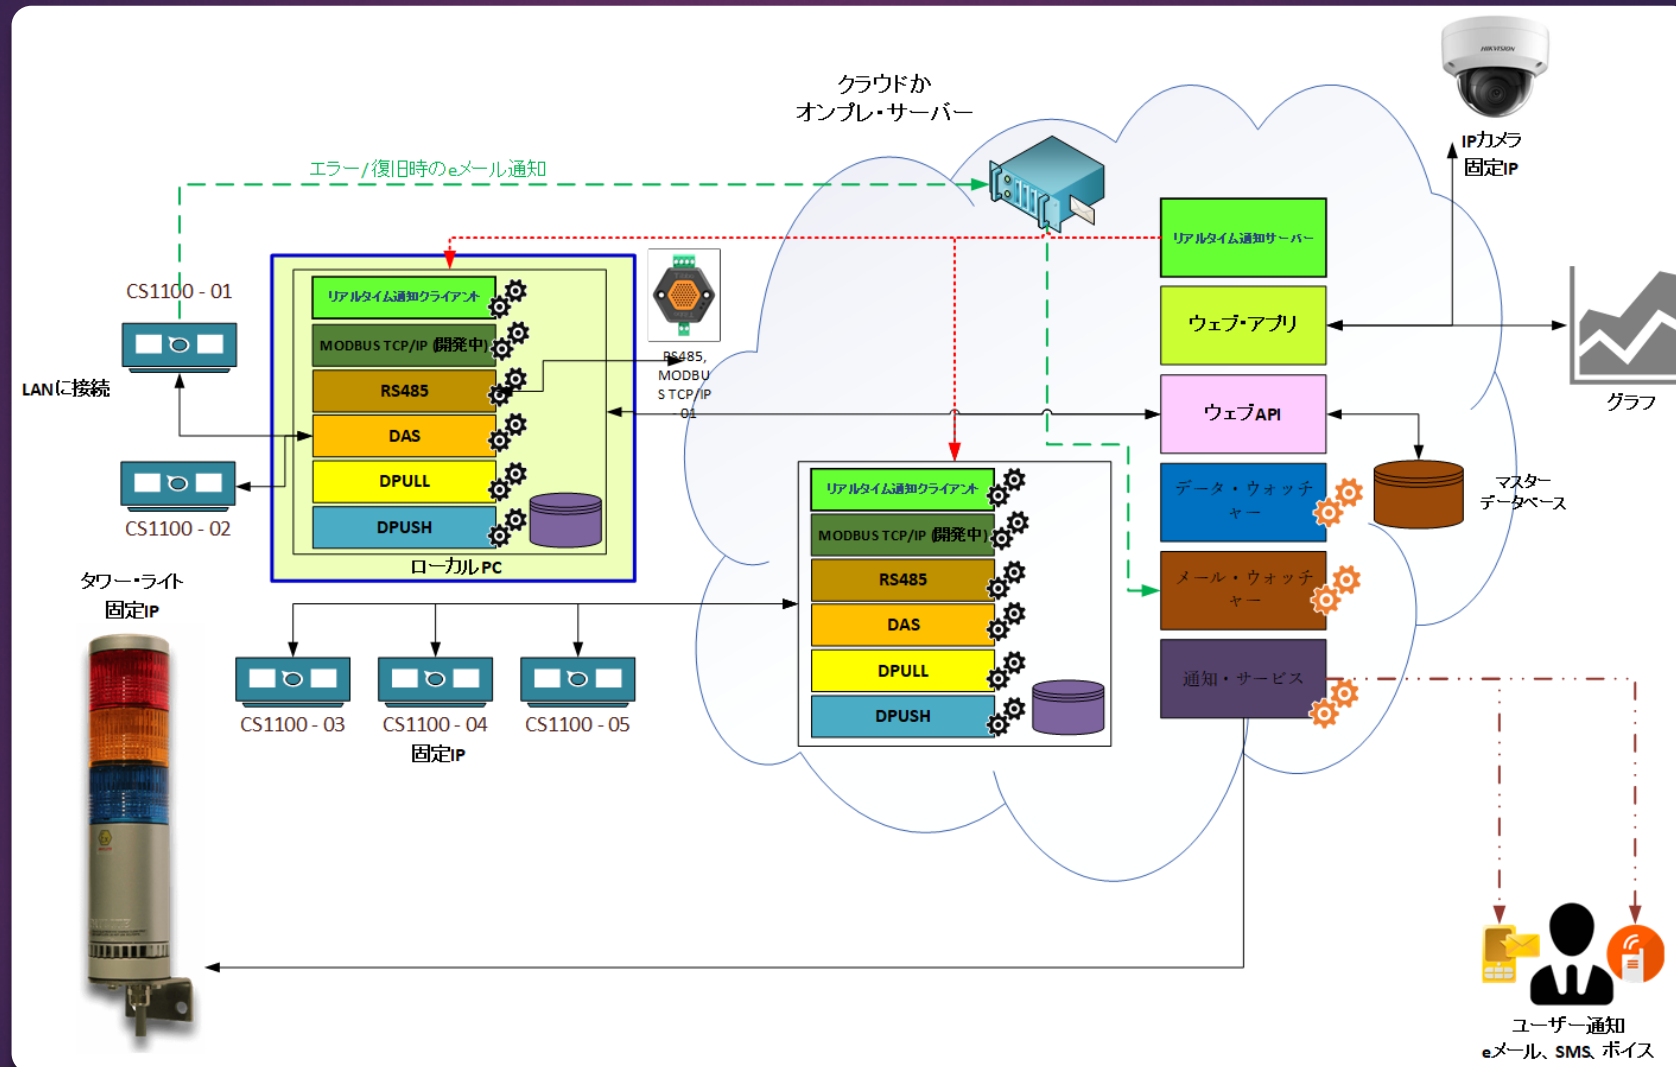 HIKVISION
クラウドか
オンプレ・サーバー
IPカメラ
固定IP
エラー/復旧時のeメール通知
リアルタイム通知サーバー
CS1100 - 01
リアルタイム通知クライアント
ウェブ・アプリ
MODBUS TCP/IP (開発中)
RS485,
MODBU
S TCP/IP
- 01
LANに接続
RS485
グラフ
ウェブAPI
DAS
DPULL
CS1100 - 02
DPUSH
ローカルPC
リアルタイム通知クライアント
データ・ウォッチ
ャー
マスター
データベース
MODBUS TCP/IP (開発中)
タワー・ライト
固定IP
RS485
メール・ウォッチ
ャー
DAS
DPULL
通知・サービス
DPUSH
CS1100 - 03
CS1100 - 04
CS1100 - 05
固定IP
ユーザー通知
eメール、SMS、ボイス